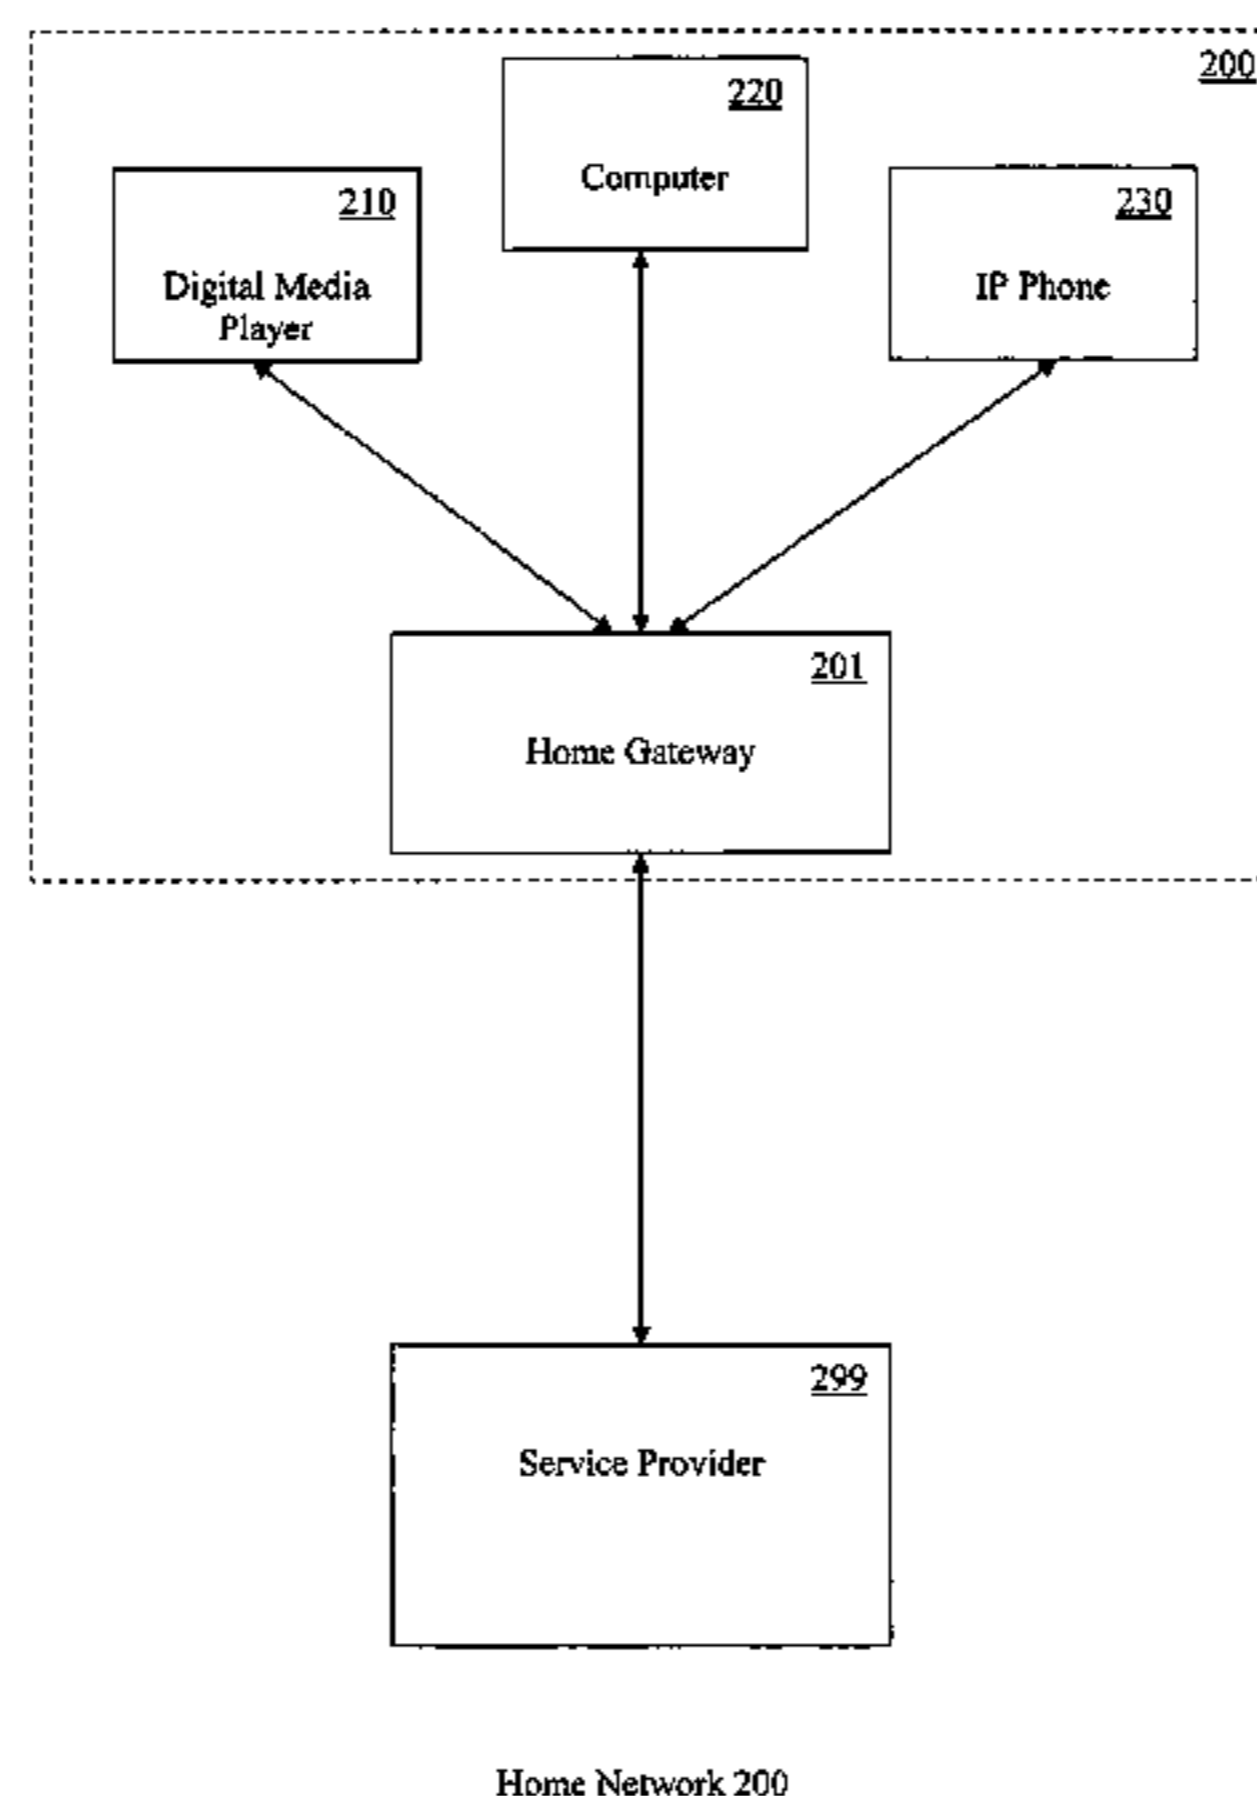 200
220
Computer
210
Digital Media
Player
230
IP Phone
201
Home Gateway
299
Service Provider
Home Network 200